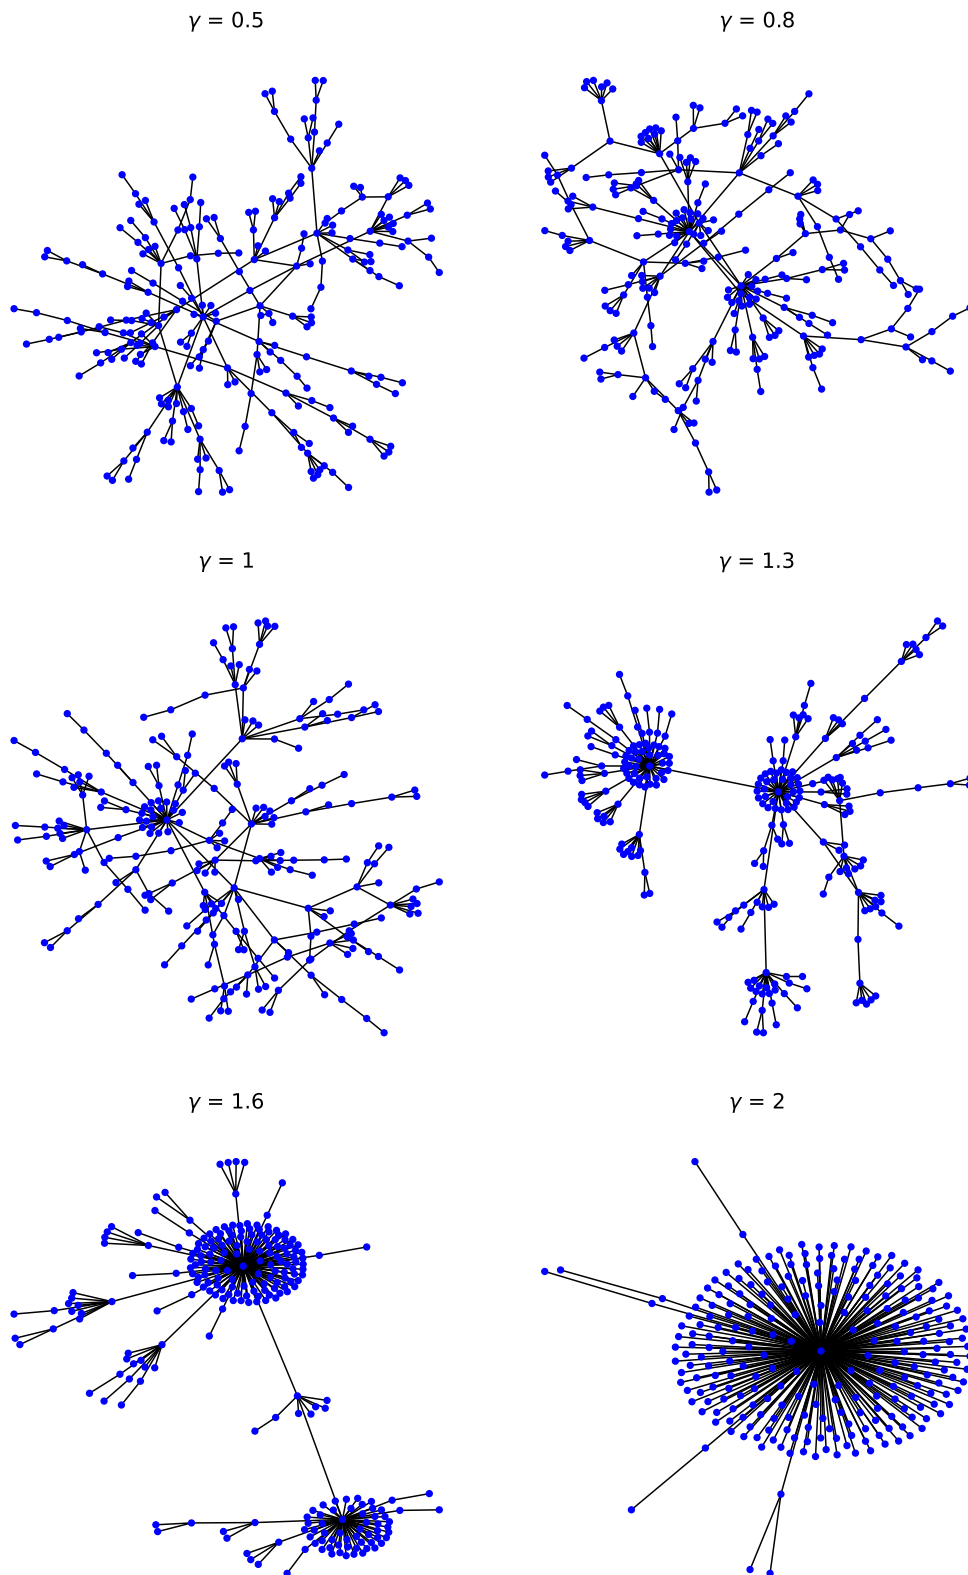 γ = 0.5
γ = 0.8
γ = 1
γ = 1.3
γ = 1.6
γ = 2